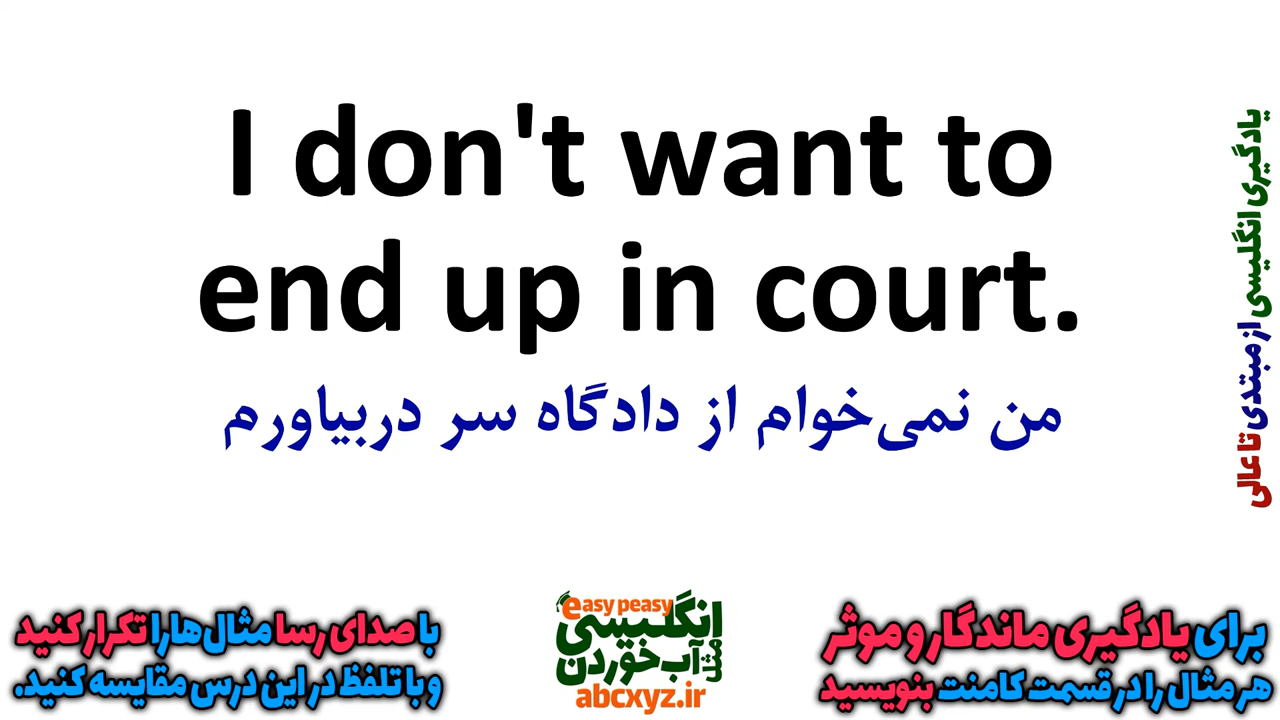 I don't want to
end up in court.
من نمی‌خوام از دادگاه سر دربیاورم
یادگیری انگلیسی از مبتدی تا عالی
برای یادگیری ماندگار و موثر
هر مثال را در قسمت کامنت بنویسید
easy peasy
انگلیسی
مثل آب خوردن
abcxyz.ir
با صدای رسا مثال‌ها را تکرار کنید
و با تلفظ در این درس مقایسه کنید.